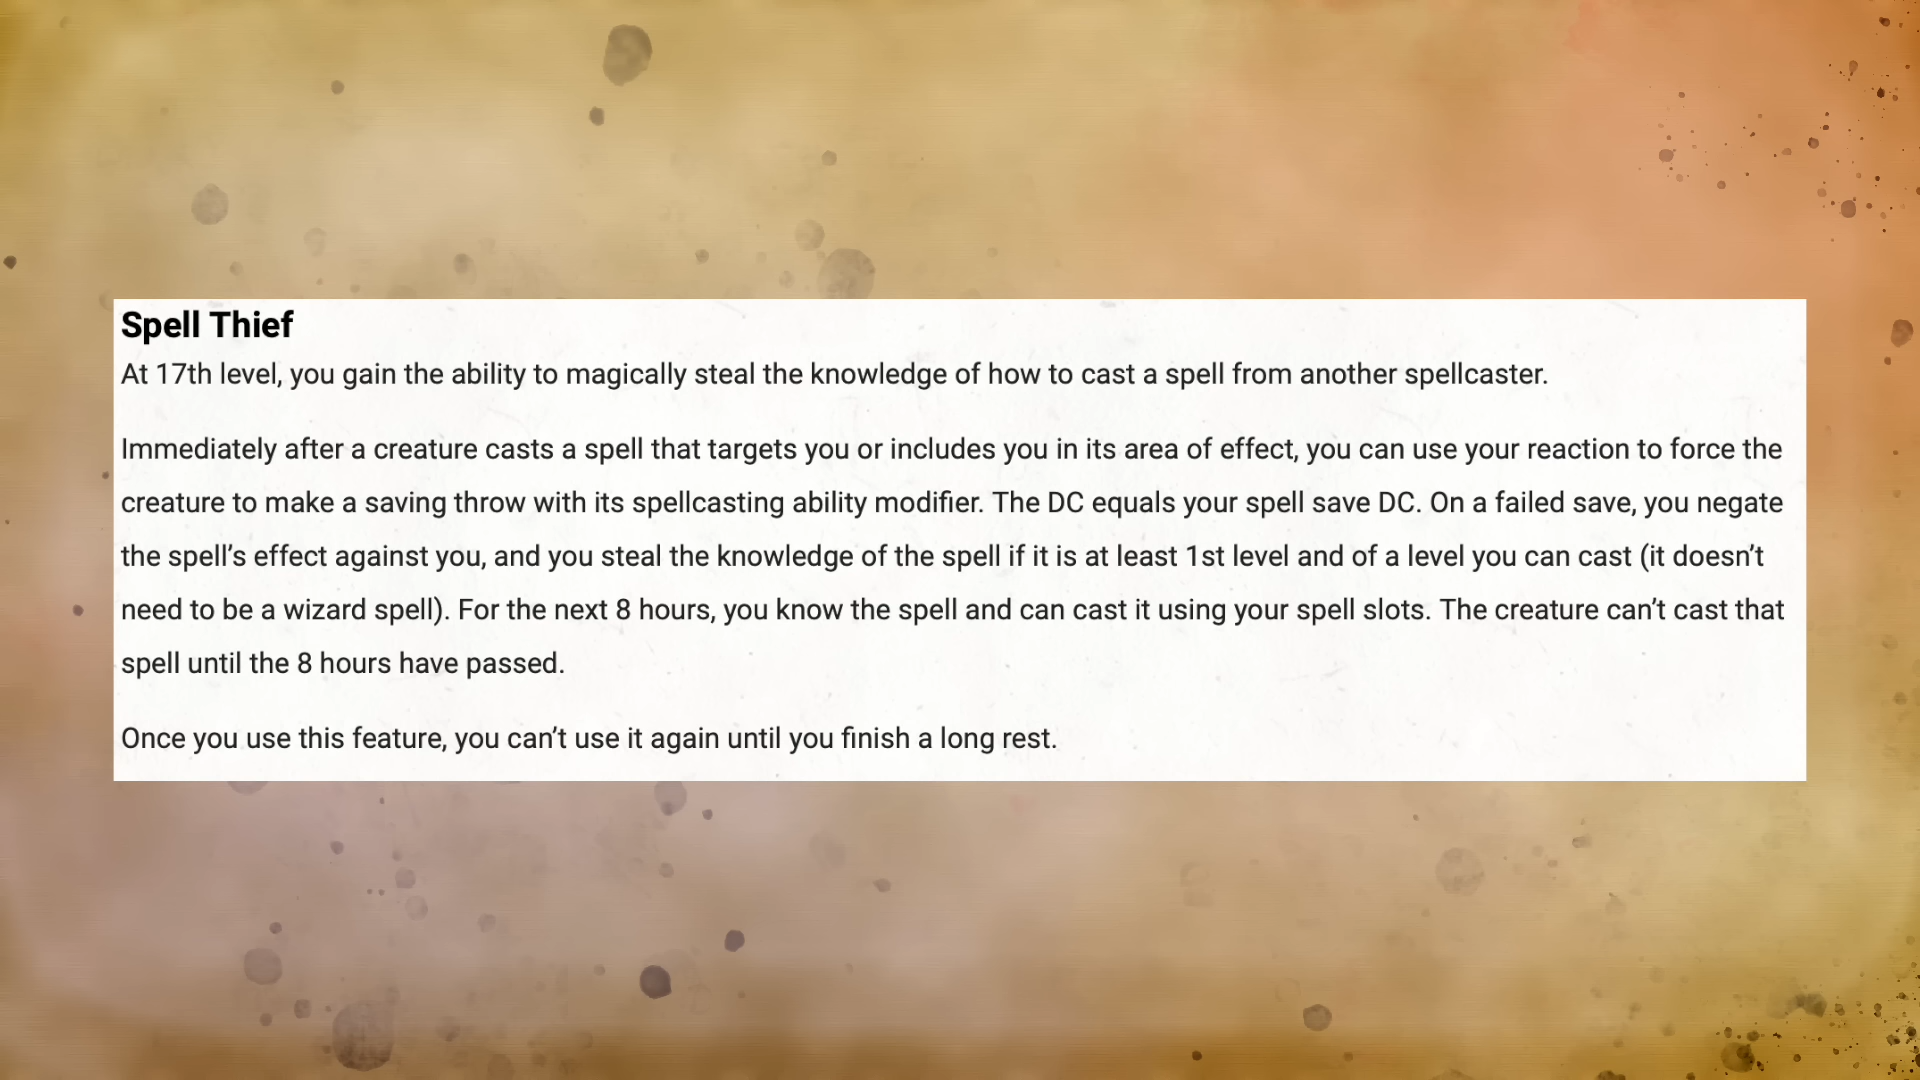 Spell Thief
At 17th level, you gain the ability to magically steal the knowledge of how to cast a spell from another spellcaster.
Immediately after a creature casts a spell that targets you or includes you in its area of effect, you can use your reaction to force the
creature to make a saving throw with its spellcasting ability modifier. The DC equals your spell save DC. On a failed save, you negate
the spell’s effect against you, and you steal the knowledge of the spell if it is at least 1st level and of a level you can cast (it doesn’t
need to be a wizard spell). For the next 8 hours, you know the spell and can cast it using your spell slots. The creature can’t cast that
spell until the 8 hours have passed.
Once you use this feature, you can’t use it again until you finish a long rest.